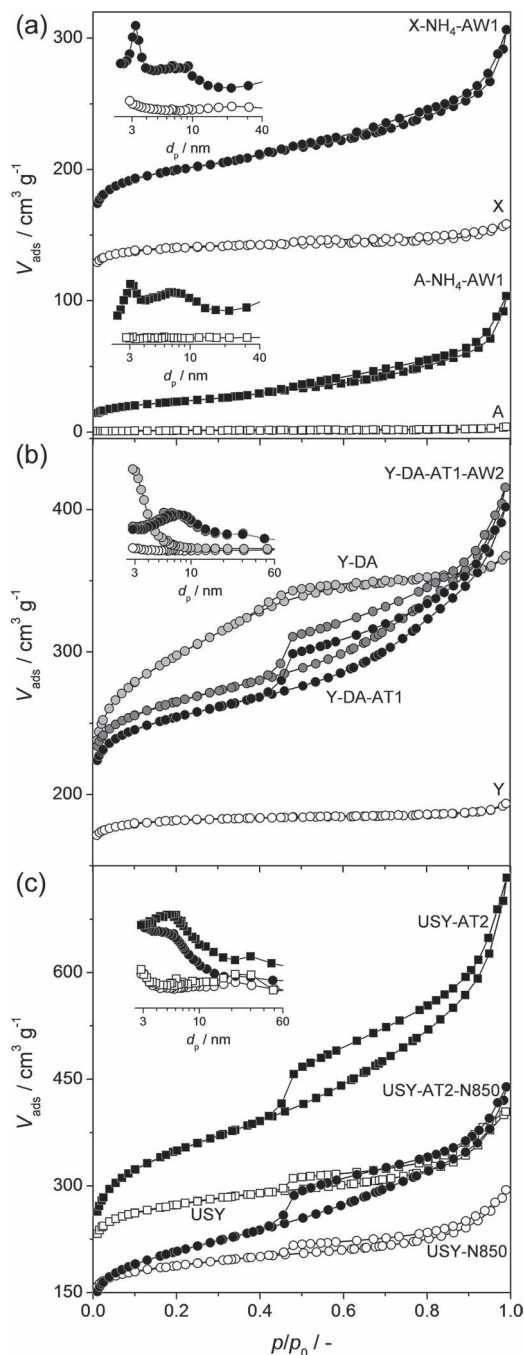 (a)
X-NH4-AW1
300
3 10 40
dp / nm
200
X
A-NH4-AW1
100
3 10 40
dp / nm
A
0
Vads / cm3 g-1
(b)
Y-DA-AT1-AW2
400
Y-DA
3 10 60
dp / nm
300
Y-DA-AT1
Y
200
Vads / cm3 g-1
(c)
USY-AT2
600
3 10 60
dp / nm
450
USY-AT2-N850
300
USY
USY-N850
150
Vads / cm3 g-1
0.0 0.2 0.4 0.6 0.8 1.0
p/p0 / -